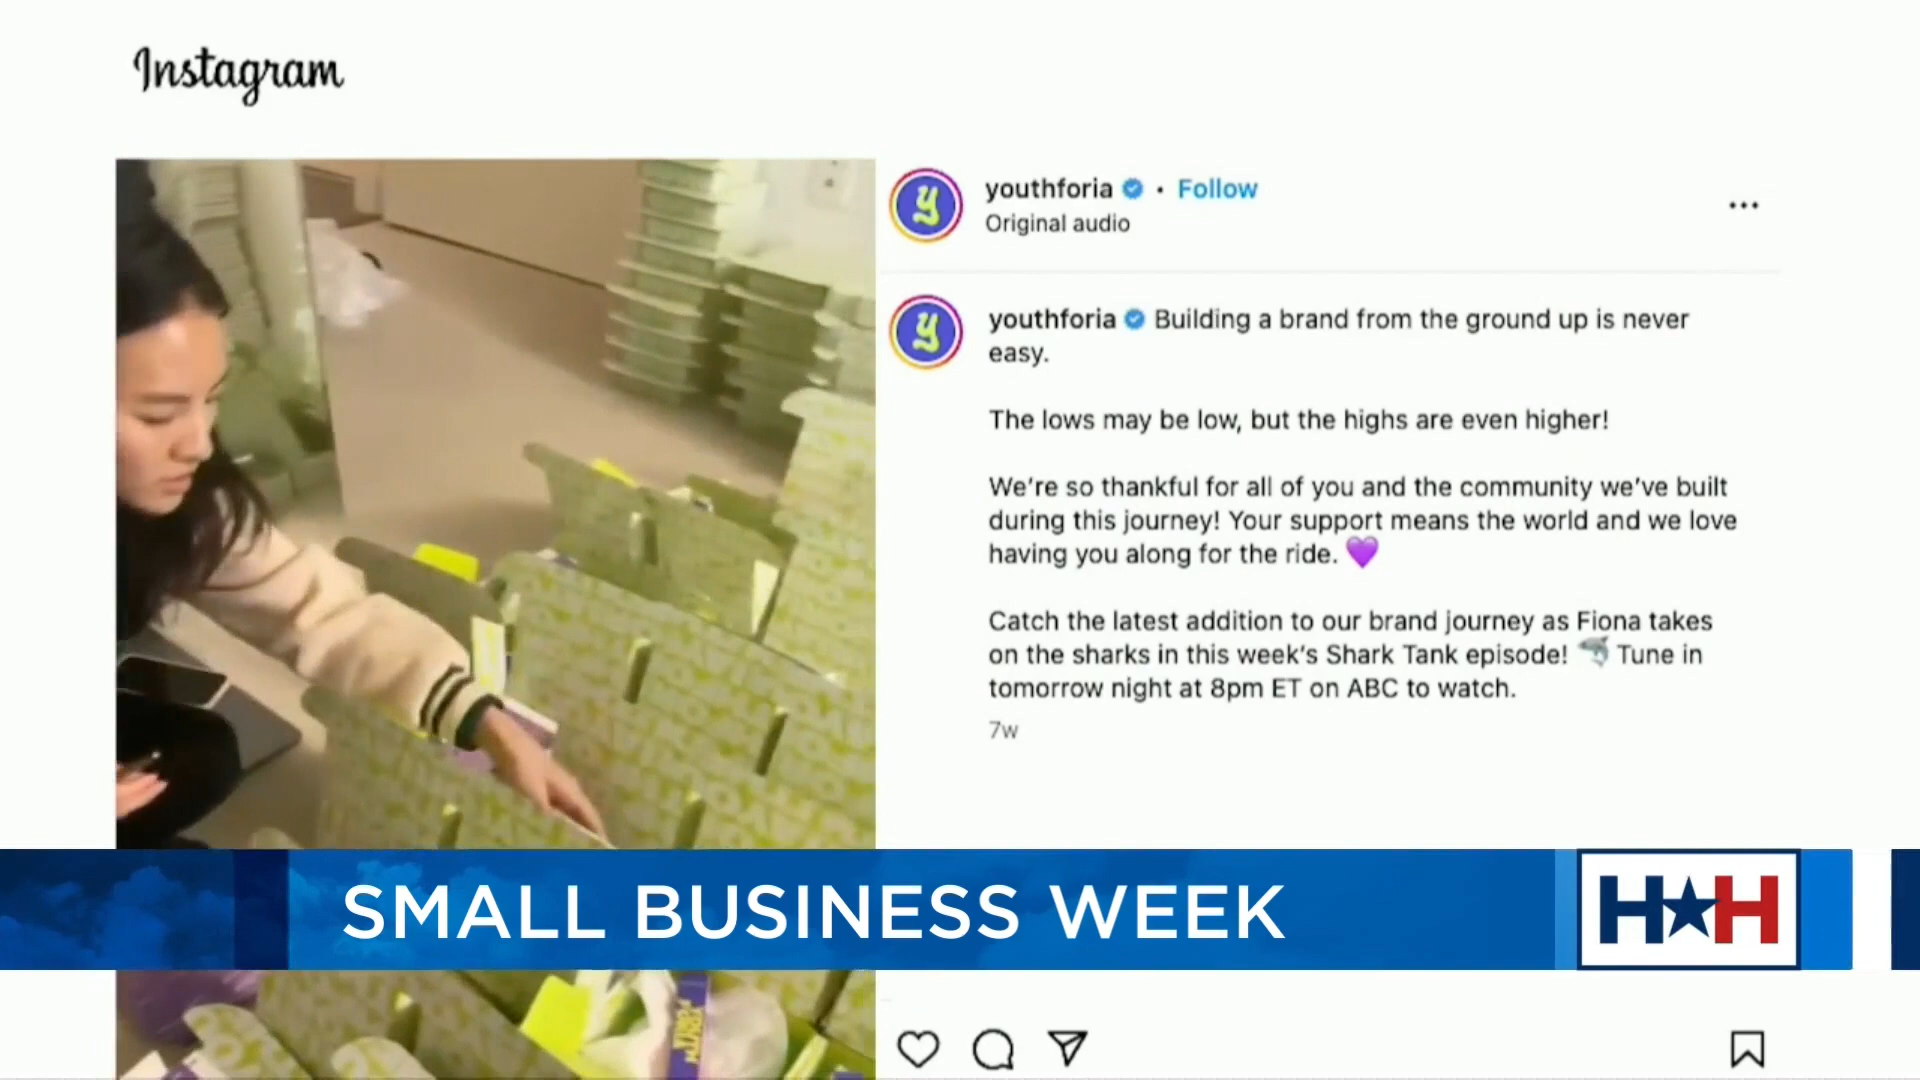 Instagram
youthforia • Follow
Original audio
youthforia Building a brand from the ground up is never
easy.
The lows may be low, but the highs are even higher!
We're so thankful for all of you and the community we've built
during this journey! Your support means the world and we love
having you along for the ride. 💜
Catch the latest addition to our brand journey as Fiona takes
on the sharks in this week's Shark Tank episode! 🦈 Tune in
tomorrow night at 8pm ET on ABC to watch.
7w
SMALL BUSINESS WEEK
H★H